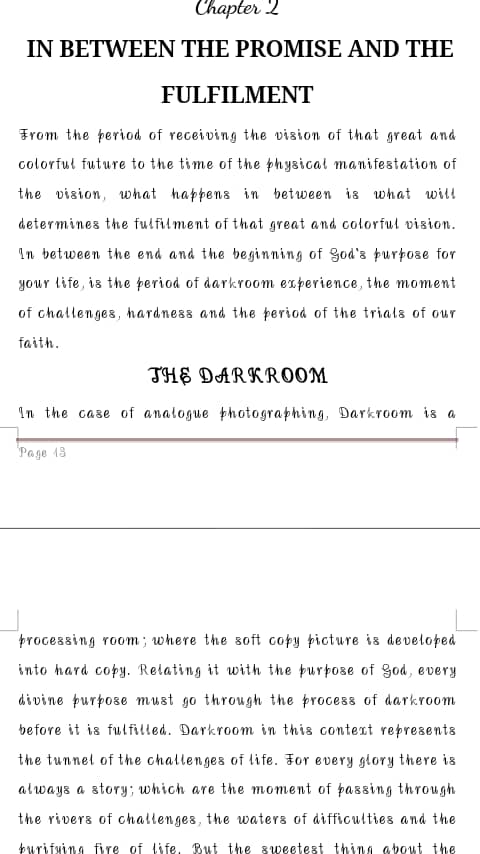 Chapter 2
IN BETWEEN THE PROMISE AND THE
FULFILMENT
From the period of receiving the vision of that great and
colorful future to the time of the physical manifestation of
the vision, what happens in between is what will
determines the fulfilment of that great and colorful vision.
In between the end and the beginning of God's purpose for
your life, is the period of darkroom experience, the moment
of challenges, hardness and the period of the trials of our
faith.
THE DARKROOM
In the case of analogue photographing, Darkroom is a
Page 13
processing room; where the soft copy picture is developed
into hard copy. Relating it with the purpose of God, every
divine purpose must go through the process of darkroom
before it is fulfilled. Darkroom in this context represents
the tunnel of the challenges of life. For every glory there is
always a story; which are the moment of passing through
the rivers of challenges, the waters of difficulties and the
purifying fire of life. But the sweetest thing about the